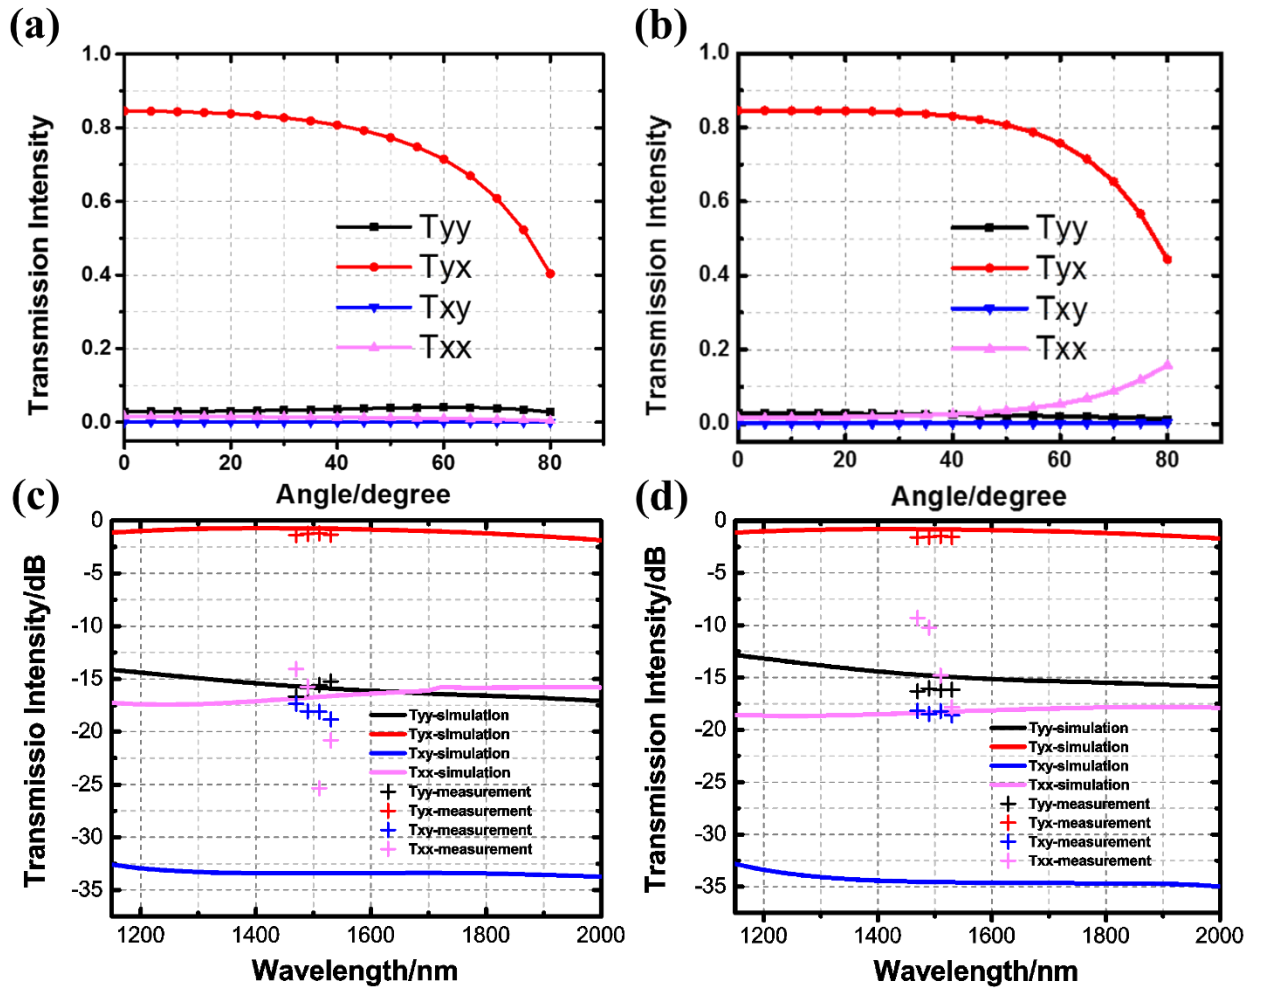 (a)
1.0
0.8
0.6
0.4
0.2
0.0
Transmission Intensity
Tyy
Tyx
Txy
Txx
0 20 40 60 80
Angle/degree
(b)
1.0
0.8
0.6
0.4
0.2
0.0
Transmission Intensity
Tyy
Tyx
Txy
Txx
0 20 40 60 80
Angle/degree
(c)
0
-5
-10
-15
-20
-25
-30
-35
Transmissio Intensity/dB
Tyy-simulation
Tyx-simulation
Txy-simulation
Txx-simulation
Tyy-measurement
Tyx-measurement
Txy-measurement
Txx-measurement
1200 1400 1600 1800 2000
Wavelength/nm
(d)
0
-5
-10
-15
-20
-25
-30
-35
Transmission Intensity/dB
Tyy-simulation
Tyx-simulation
Txy-simulation
Txx-simulation
Tyy-measurement
Tyx-measurement
Txy-measurement
Txx-measurement
1200 1400 1600 1800 2000
Wavelength/nm